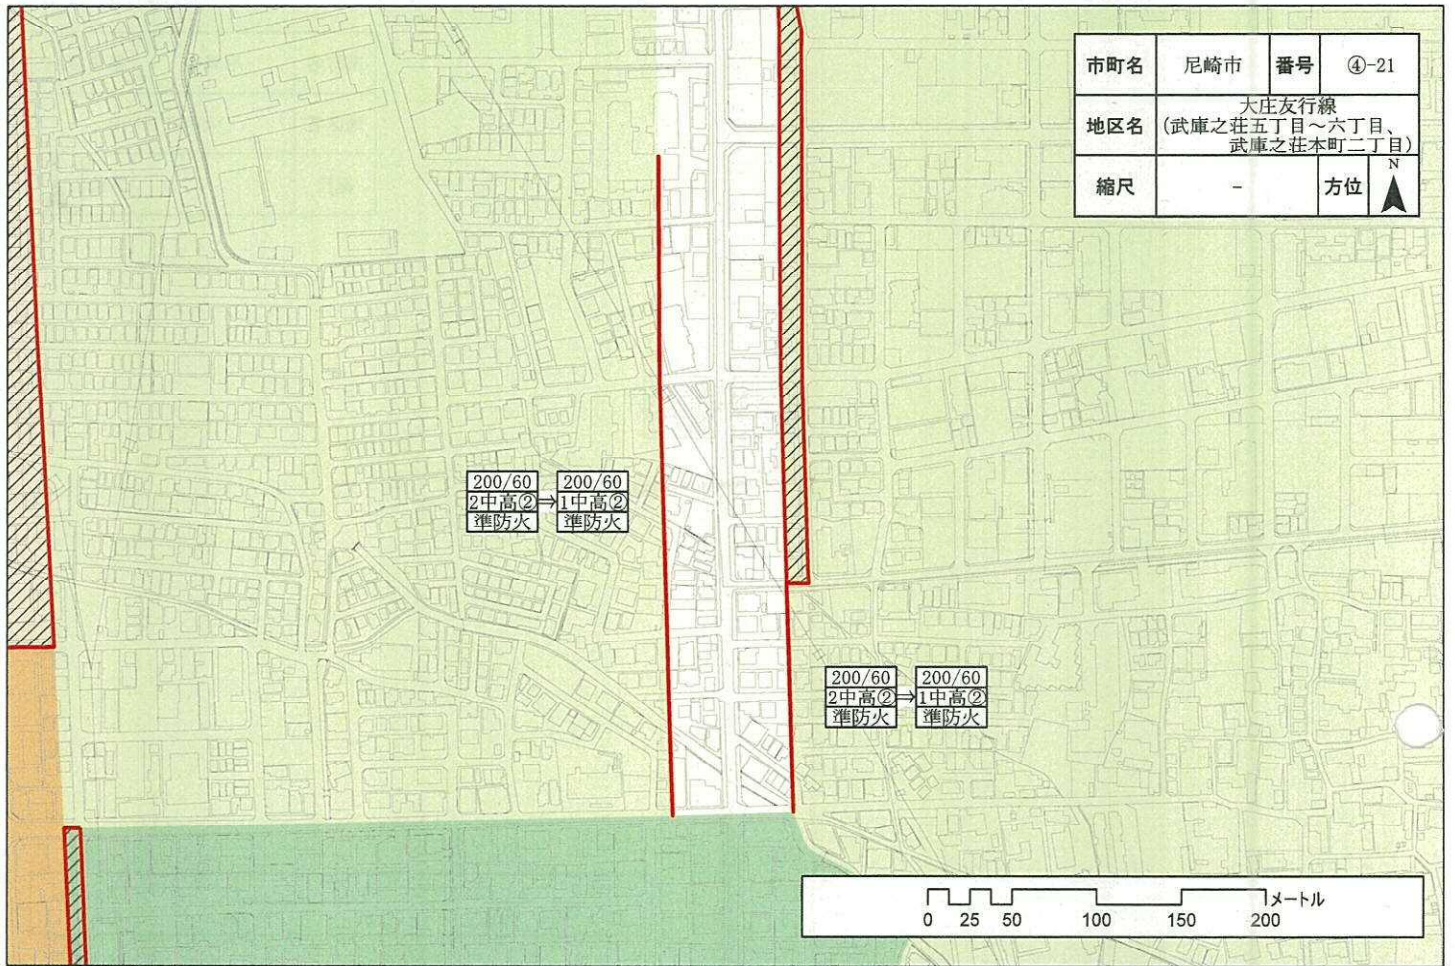 市町名 尼崎市 番号 ④-21
地区名 大庄友行線
(武庫之荘五丁目~六丁目、
武庫之荘本町二丁目)
縮尺 - 方位 N
200/60 200/60
2中高②⇒1中高②
準防火 準防火
200/60 200/60
2中高②⇒1中高②
準防火 準防火
メートル
0 25 50 100 150 200